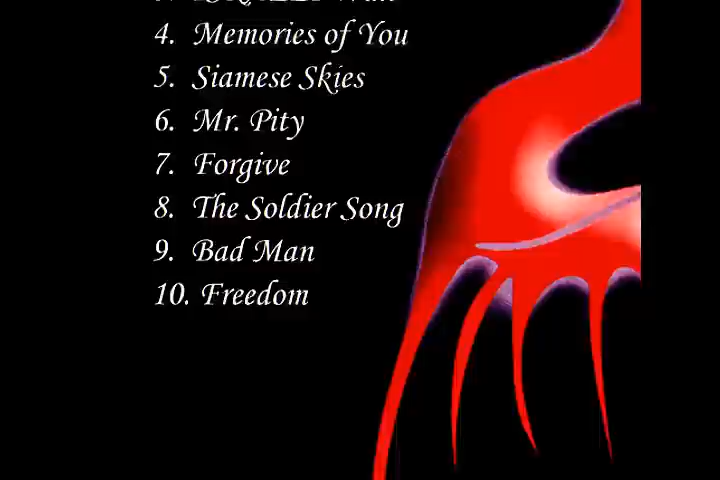 4. Memories of You
5. Siamese Skies
6. Mr. Pity
7. Forgive
8. The Soldier Song
9. Bad Man
10. Freedom